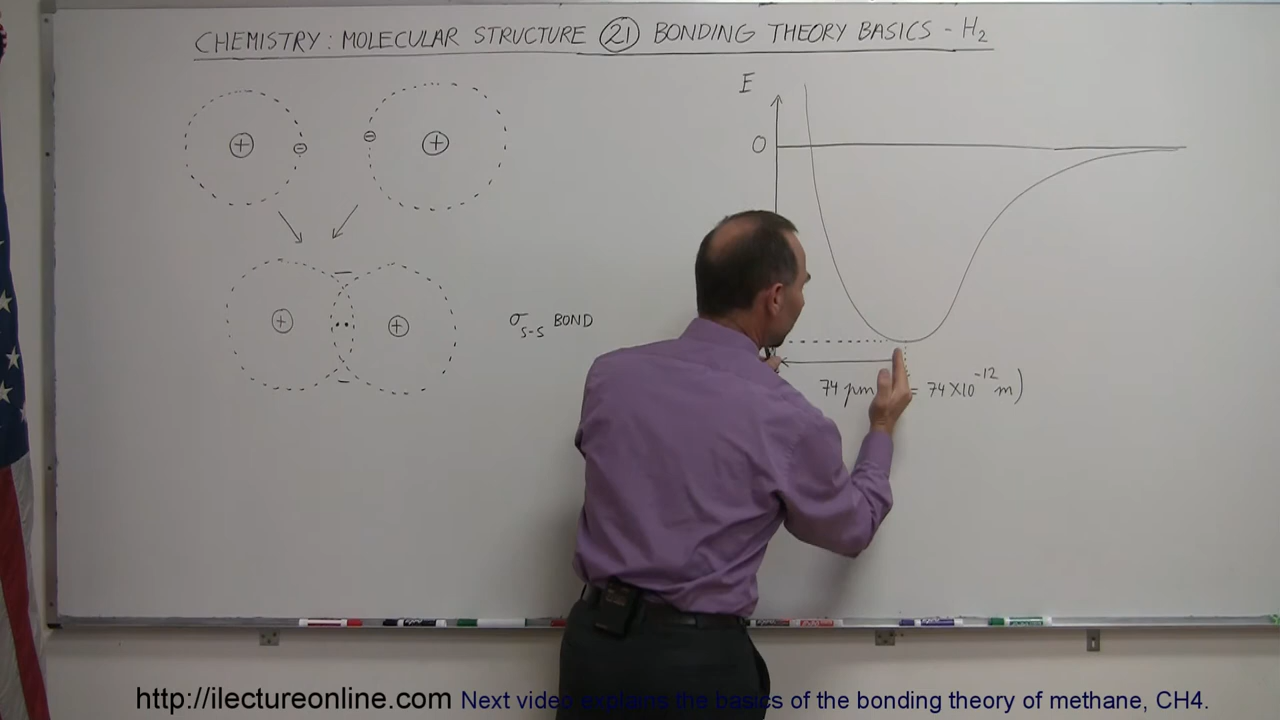 CHEMISTRY: MOLECULAR STRUCTURE 21 BONDING THEORY BASICS - H₂
E
0
+ -
- +
+ +
σ S-S BOND
74 pm = 74 X 10⁻¹² m)
http://ilectureonline.com Next video explains the basics of the bonding theory of methane, CH4.